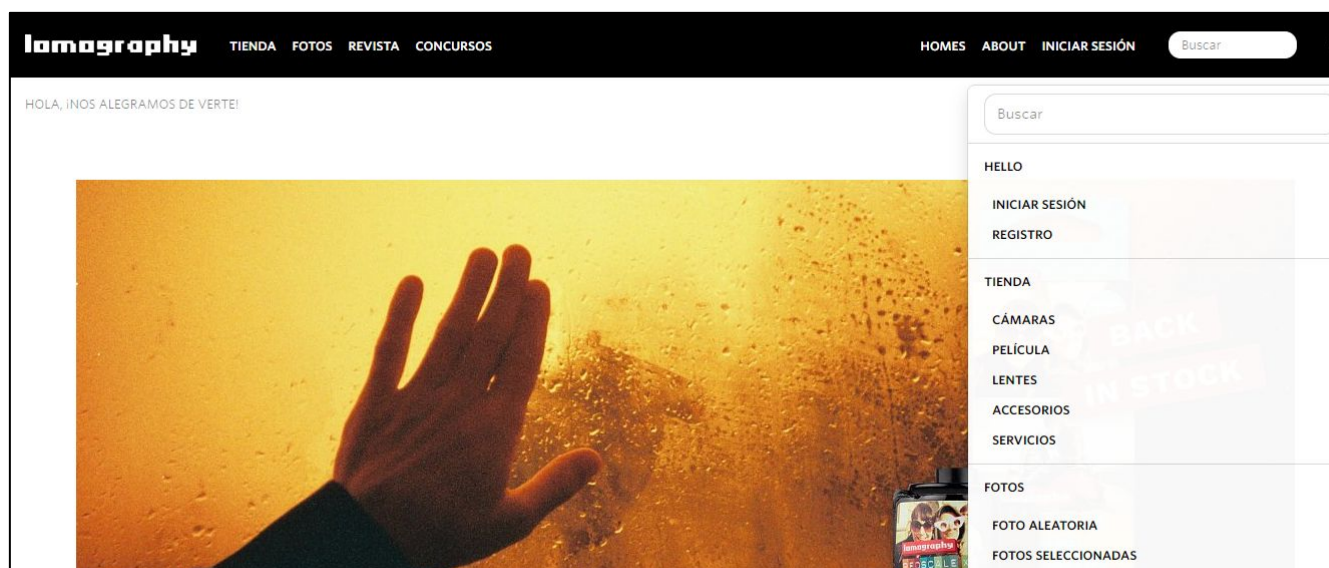 lomography TIENDA FOTOS REVISTA CONCURSOS HOMES ABOUT INICIAR SESIÓN Buscar
HOLA, ¡NOS ALEGRAMOS DE VERTE!
Buscar
HELLO
INICIAR SESIÓN
REGISTRO
TIENDA
CÁMARAS
PELÍCULA
LENTES
ACCESORIOS
SERVICIOS
BACK
IN STOCK
FOTOS
FOTO ALEATORIA
FOTOS SELECCIONADAS
lomography
REDSCALE